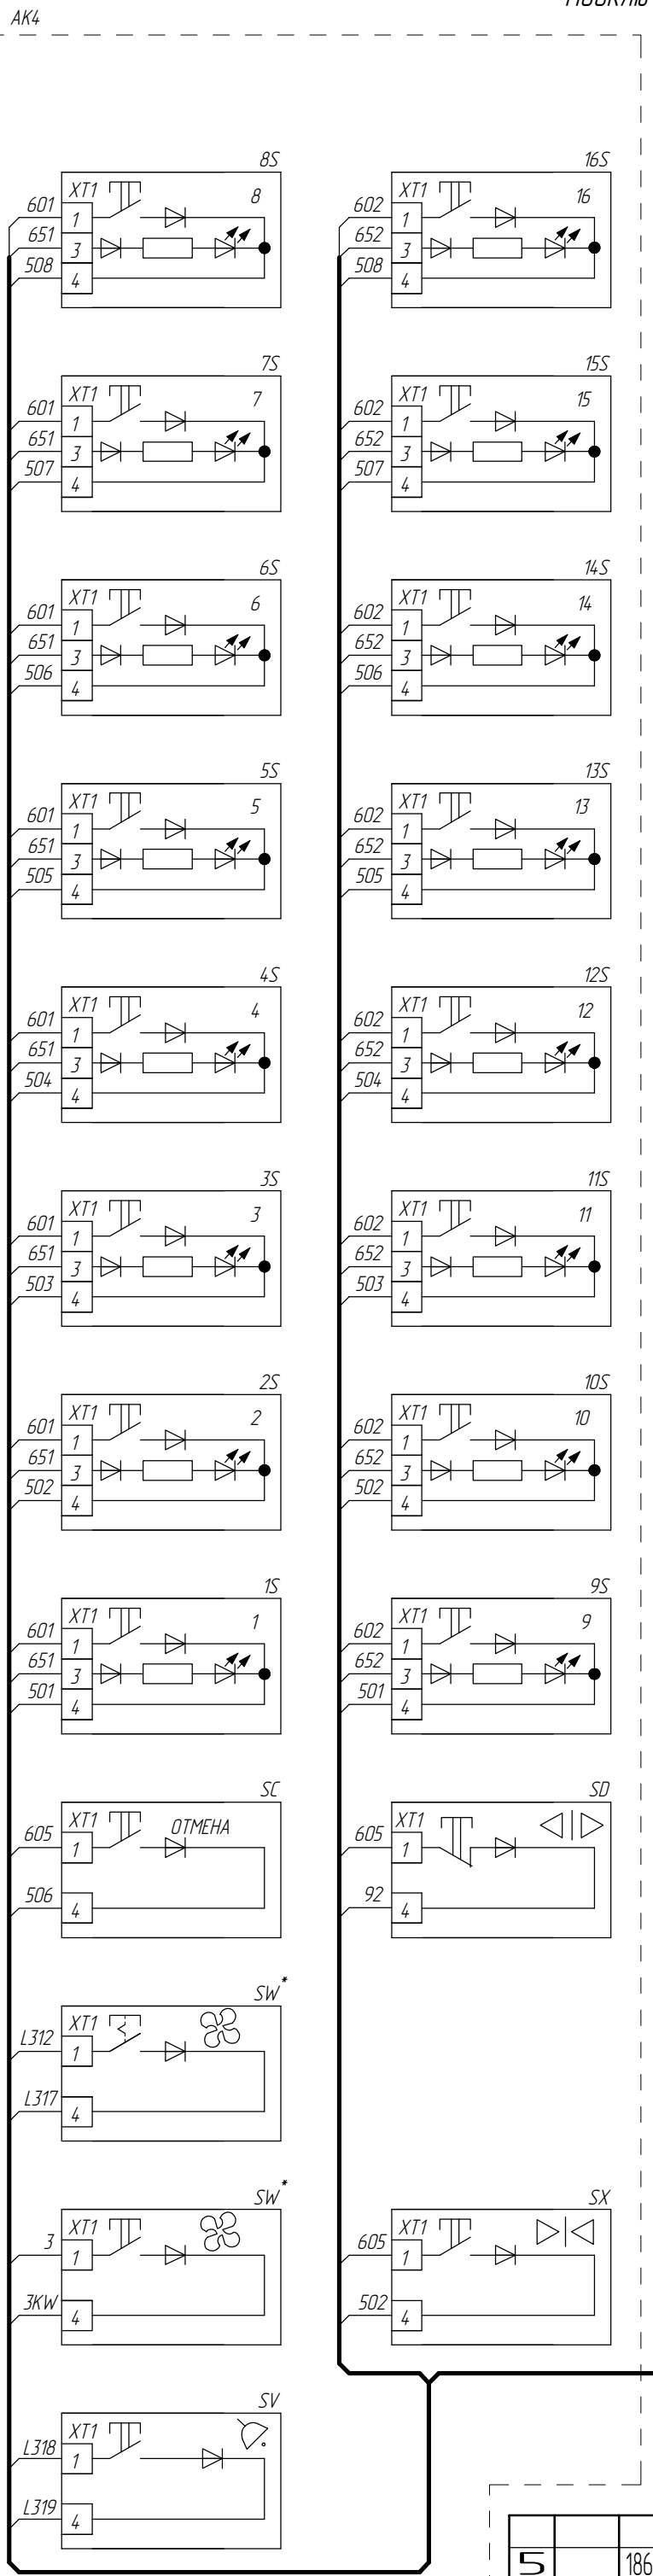 АК4
8S 16S
601 XT1 8 602 XT1 16
651 1 652 1
508 3 508 3
4 4
7S 15S
601 XT1 7 602 XT1 15
651 1 652 1
507 3 507 3
4 4
6S 14S
601 XT1 6 602 XT1 14
651 1 652 1
506 3 506 3
4 4
5S 13S
601 XT1 5 602 XT1 13
651 1 652 1
505 3 505 3
4 4
4S 12S
601 XT1 4 602 XT1 12
651 1 652 1
504 3 504 3
4 4
3S 11S
601 XT1 3 602 XT1 11
651 1 652 1
503 3 503 3
4 4
2S 10S
601 XT1 2 602 XT1 10
651 1 652 1
502 3 502 3
4 4
1S 9S
601 XT1 1 602 XT1 9
651 1 652 1
501 3 501 3
4 4
SC SD
605 XT1 ОТМЕНА 605 XT1
1 1
506 4 92 4
SW*
L312 XT1
1
L317 4
SW* SX
3 XT1 605 XT1
1 1
3KW 4 502 4
SV
L318 XT1
1
L319 4
5 186